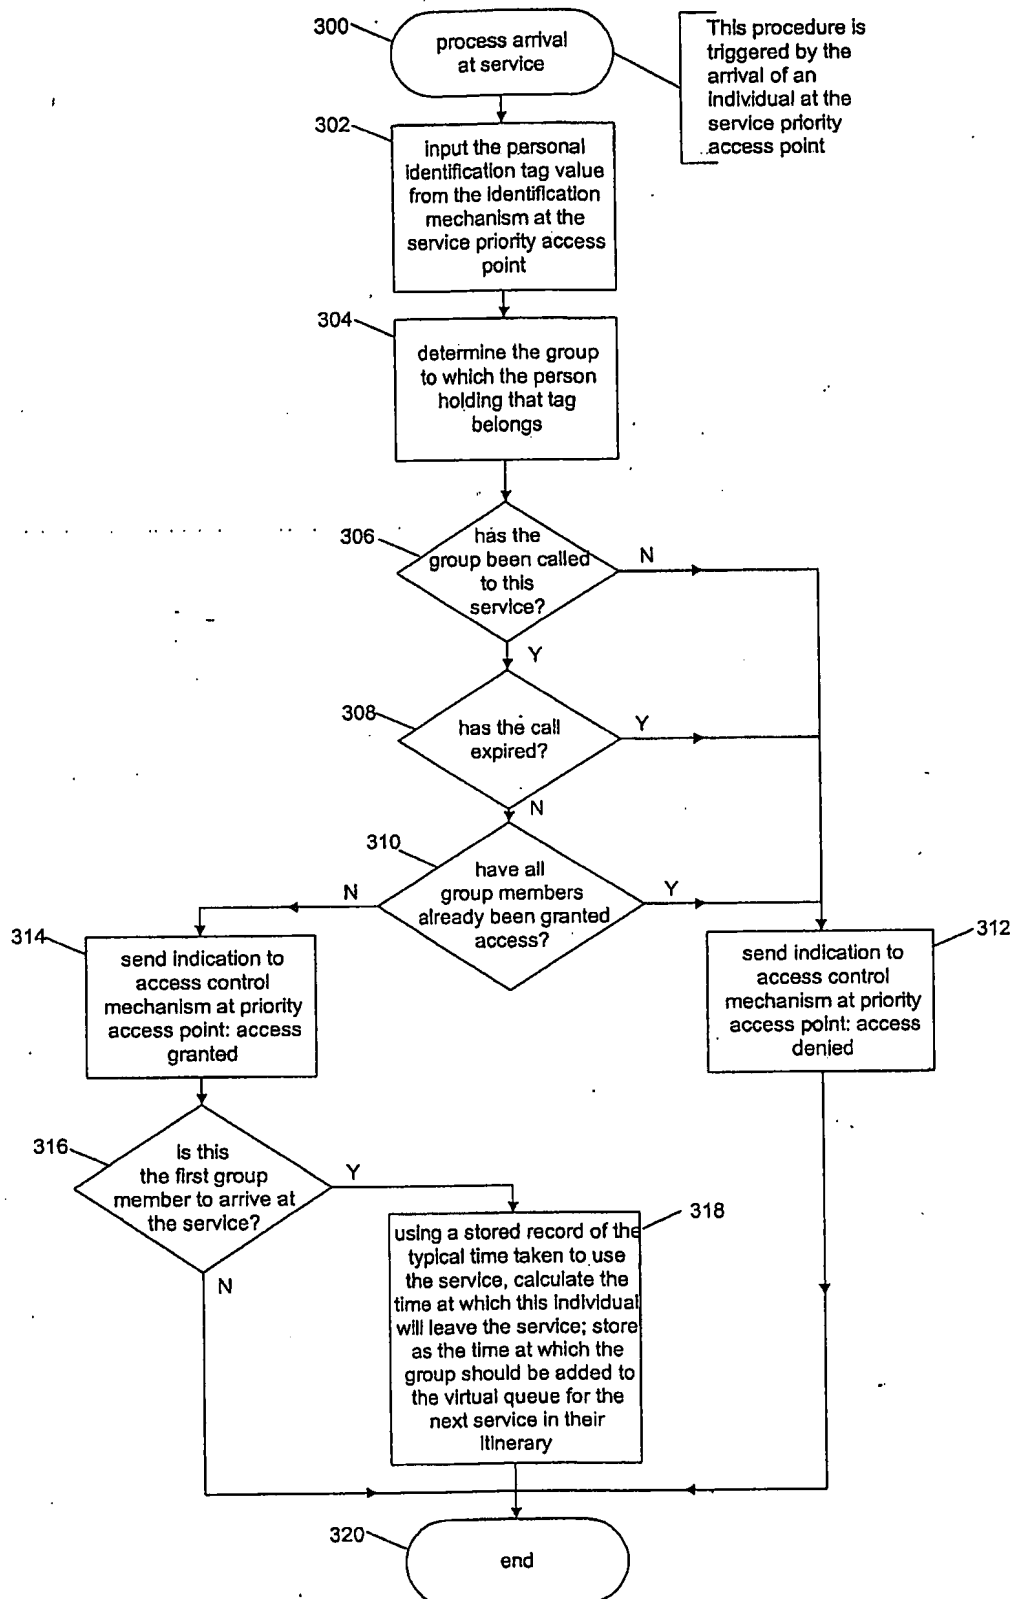 300
process arrival
at service
This procedure is
triggered by the
arrival of an
individual at the
service priority
access point
302
input the personal
identification tag value
from the identification
mechanism at the
service priority access
point
304
determine the group
to which the person
holding that tag
belongs
306
has the
group been called
to this
service?
N
Y
308
has the call
expired?
Y
N
310
have all
group members
already been granted
access?
N
Y
314
send indication to
access control
mechanism at priority
access point: access
granted
312
send indication to
access control
mechanism at priority
access point: access
denied
316
is this
the first group
member to arrive at
the service?
Y
N
318
using a stored record of the
typical time taken to use
the service, calculate the
time at which this individual
will leave the service; store
as the time at which the
group should be added to
the virtual queue for the
next service in their
itinerary
320
end